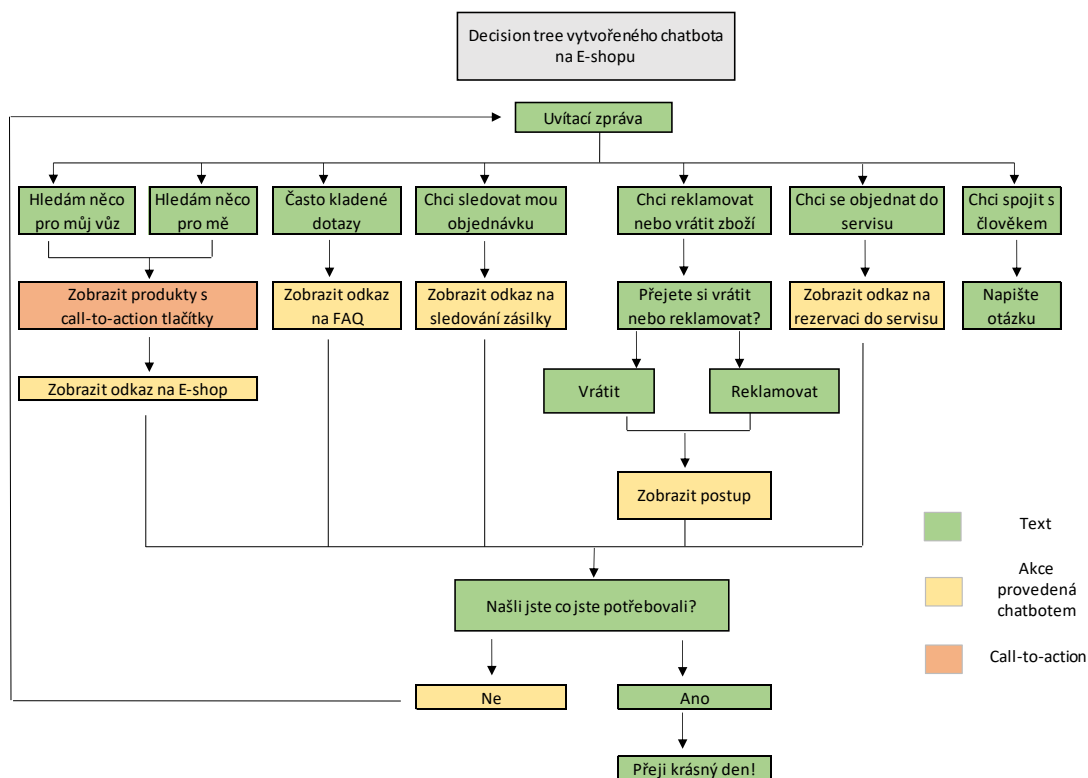 Decision tree vytvořeného chatbota
na E-shopu
Uvítací zpráva
Hledám něco
pro můj vůz
Hledám něco
pro mě
Často kladené
dotazy
Chci sledovat mou
objednávku
Chci reklamovat
nebo vrátit zboží
Chci se objednat do
servisu
Chci spojit s
člověkem
Zobrazit produkty s
call-to-action tlačítky
Zobrazit odkaz
na FAQ
Zobrazit odkaz na
sledování zásilky
Přejete si vrátit
nebo reklamovat?
Zobrazit odkaz na
rezervaci do servisu
Napište
otázku
Zobrazit odkaz na E-shop
Vrátit
Reklamovat
Zobrazit postup
Text
Akce
provedená
chatbotem
Call-to-action
Našli jste co jste potřebovali?
Ne
Ano
Přeji krásný den!